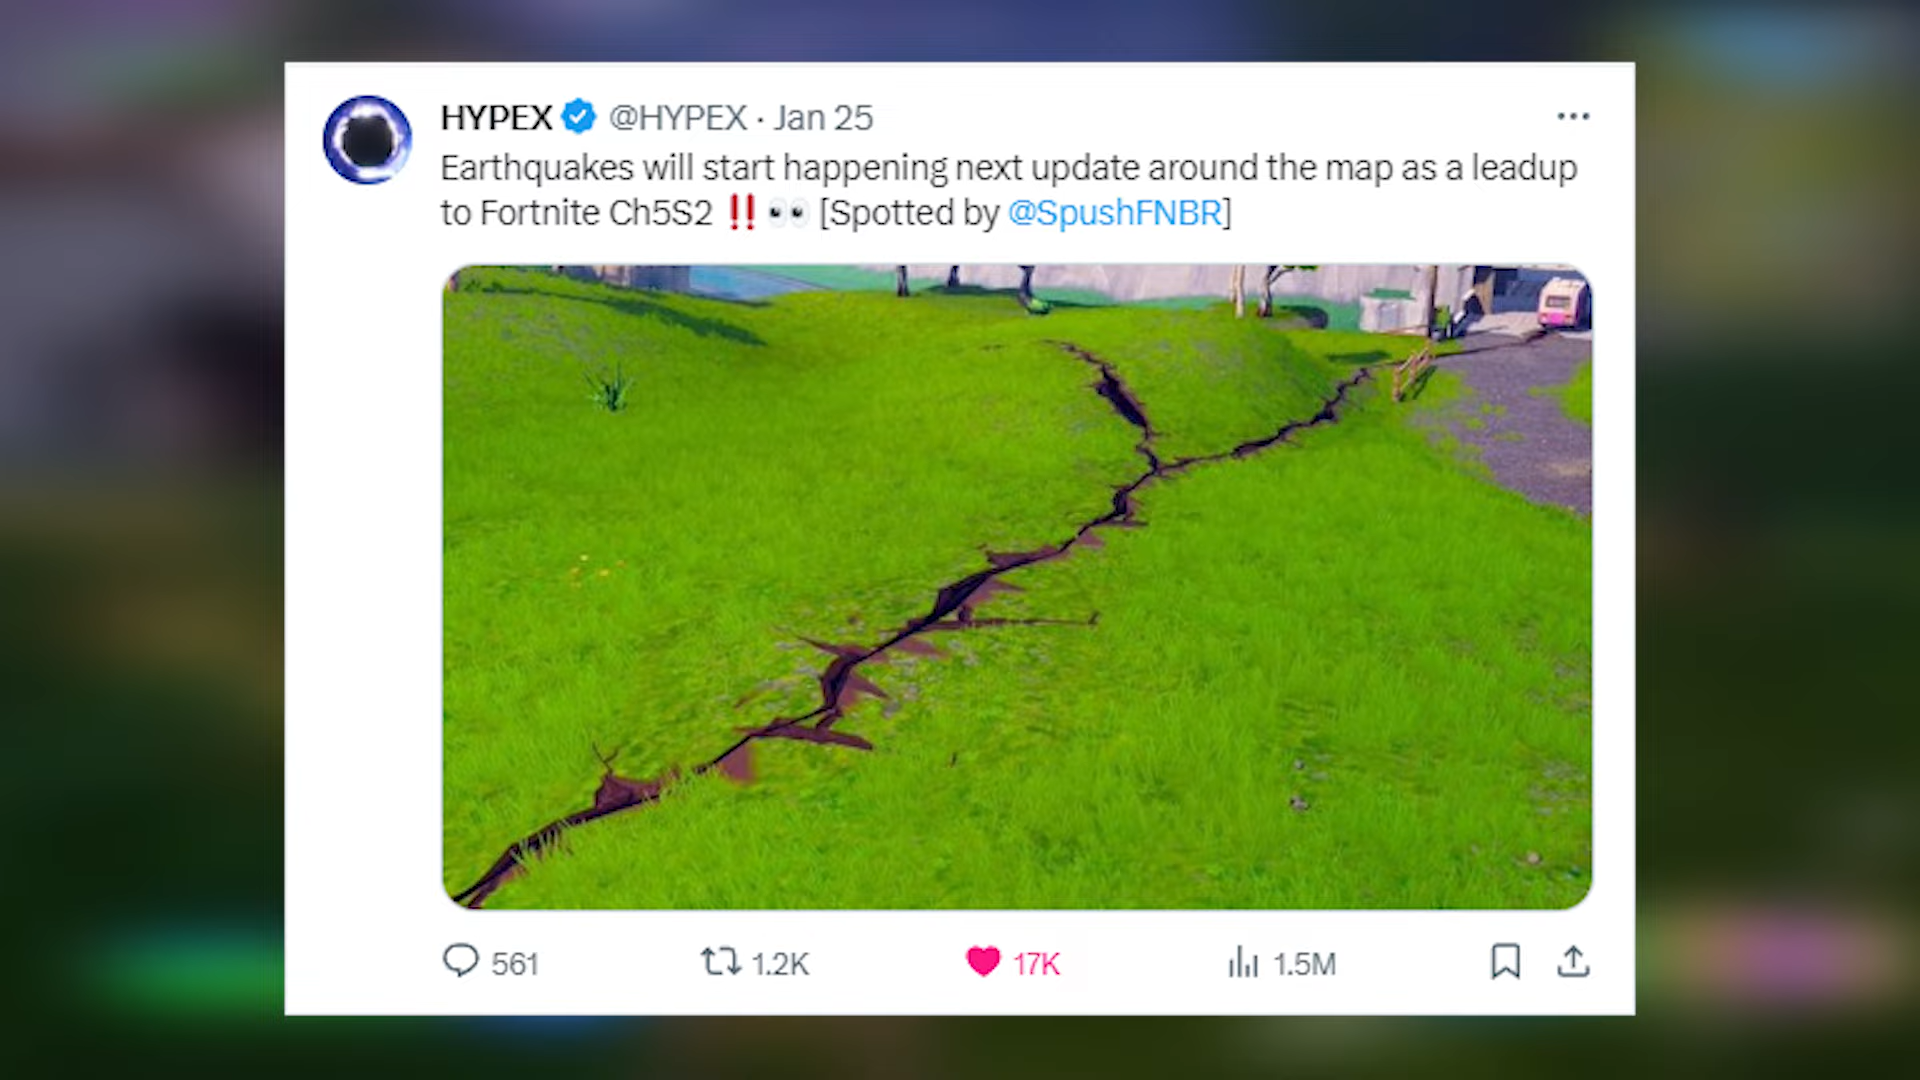 HYPEX @HYPEX · Jan 25
Earthquakes will start happening next update around the map as a leadup
to Fortnite Ch5S2 ‼️👀 [Spotted by @SpushFNBR]
561 1.2K 17K 1.5M